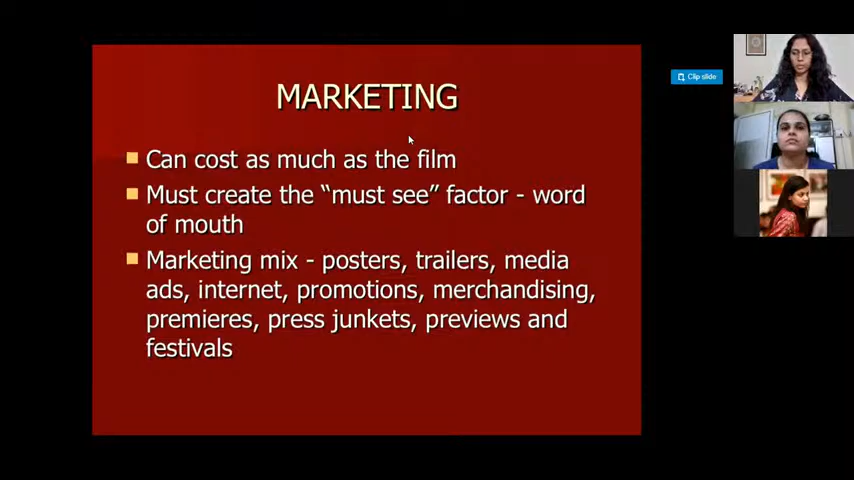 MARKETING
Can cost as much as the film
Must create the “must see” factor - word
of mouth
Marketing mix - posters, trailers, media
ads, internet, promotions, merchandising,
premieres, press junkets, previews and
festivals
Clip slide